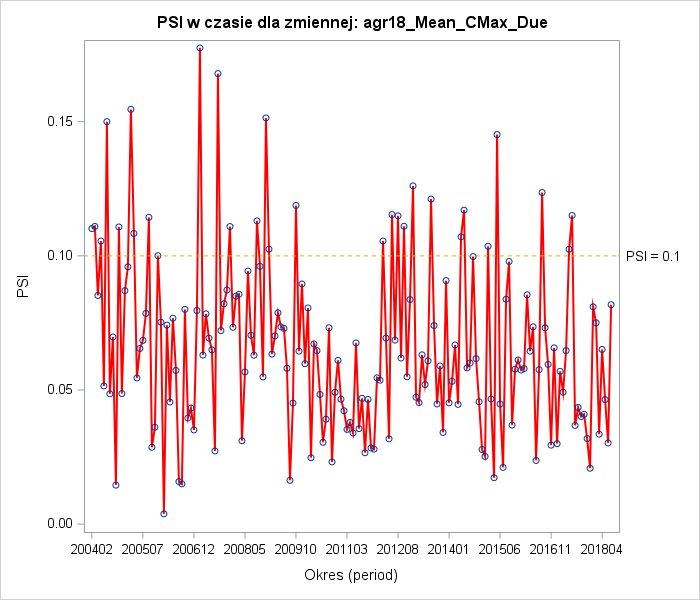 PSI w czasie dla zmiennej: agr18_Mean_CMax_Due
0.15
0.10
0.05
0.00
PSI
PSI = 0.1
200402 200507 200612 200805 200910 201103 201208 201401 201506 201611 201804
Okres (period)